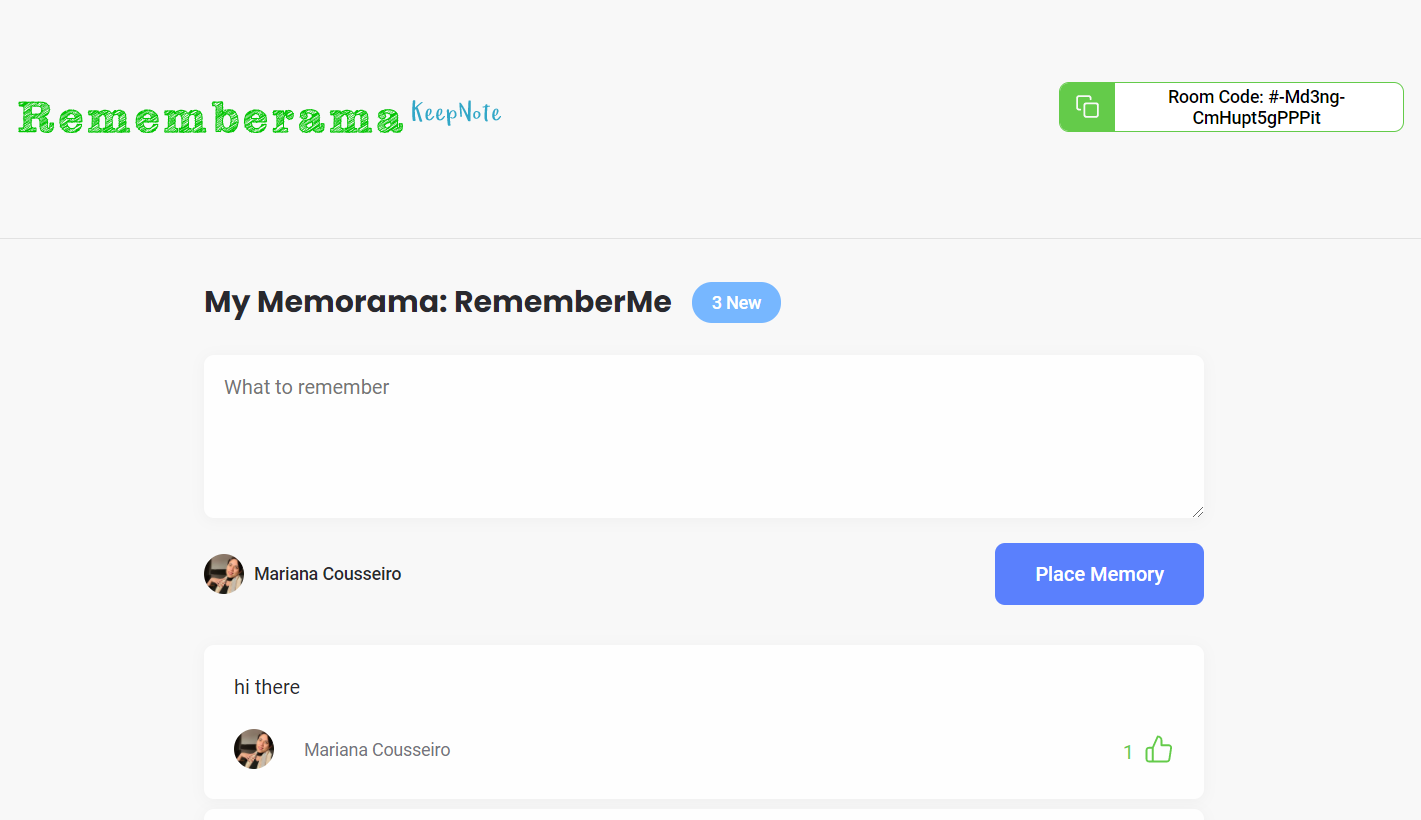 Rememberama KeepNote
Room Code: #-Md3ng-
CmHupt5gPPPit
My Memorama: RememberMe
3 New
What to remember
Mariana Cousseiro
Place Memory
hi there
Mariana Cousseiro
1